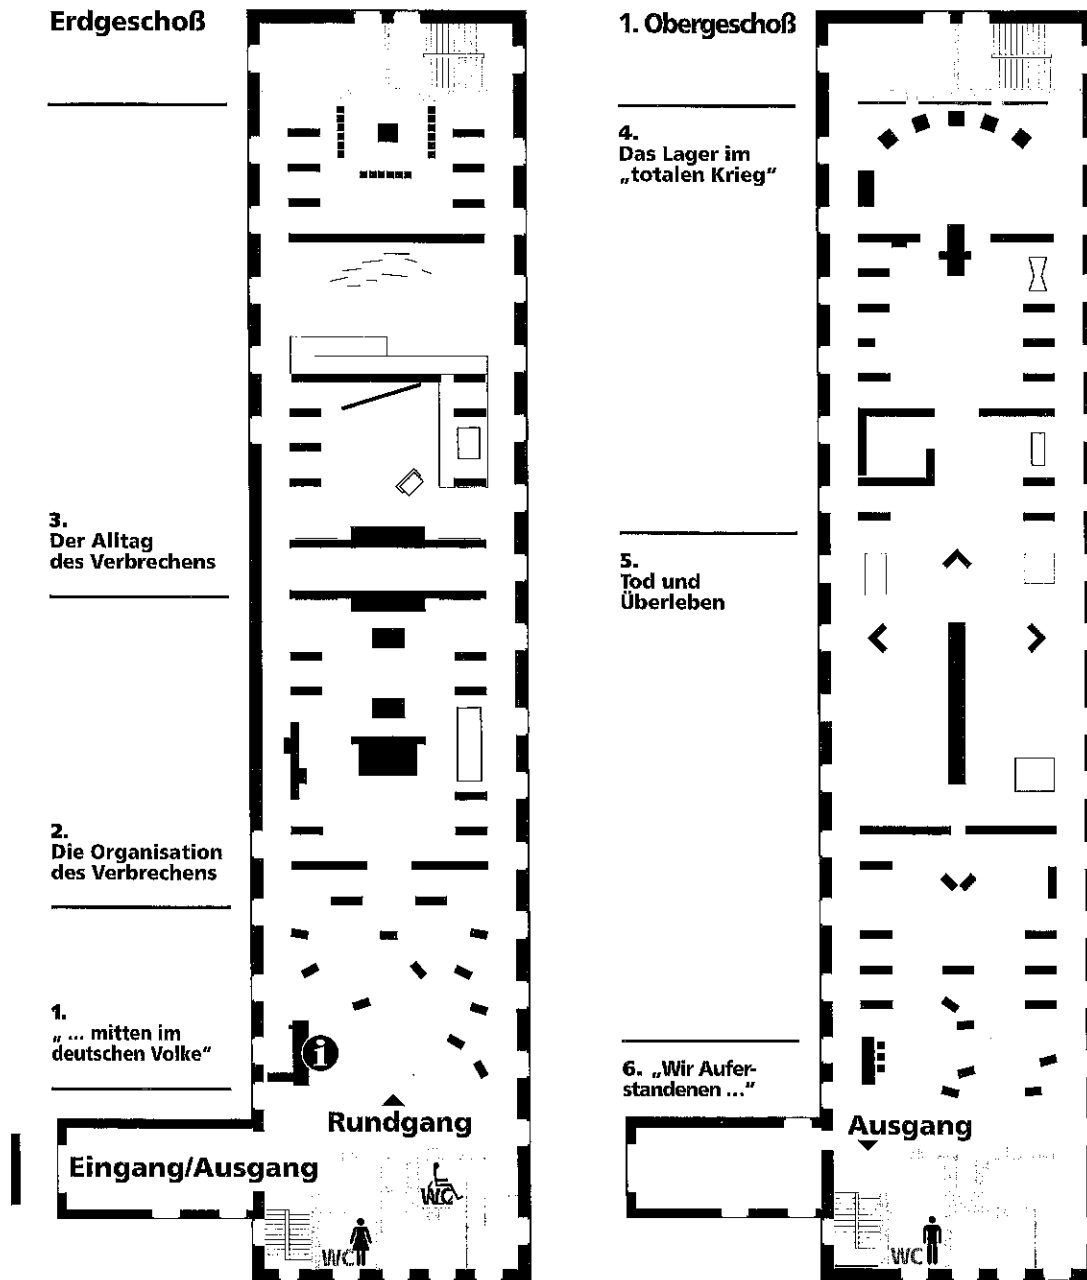 Erdgeschoß
3.
Der Alltag
des Verbrechens
2.
Die Organisation
des Verbrechens
1.
„ ... mitten im
deutschen Volke“
i
Rundgang
Eingang/Ausgang
WC
WC
1. Obergeschoß
4.
Das Lager im
„totalen Krieg“
5.
Tod und
Überleben
6. „Wir Aufer-
standenen ...“
Ausgang
WC